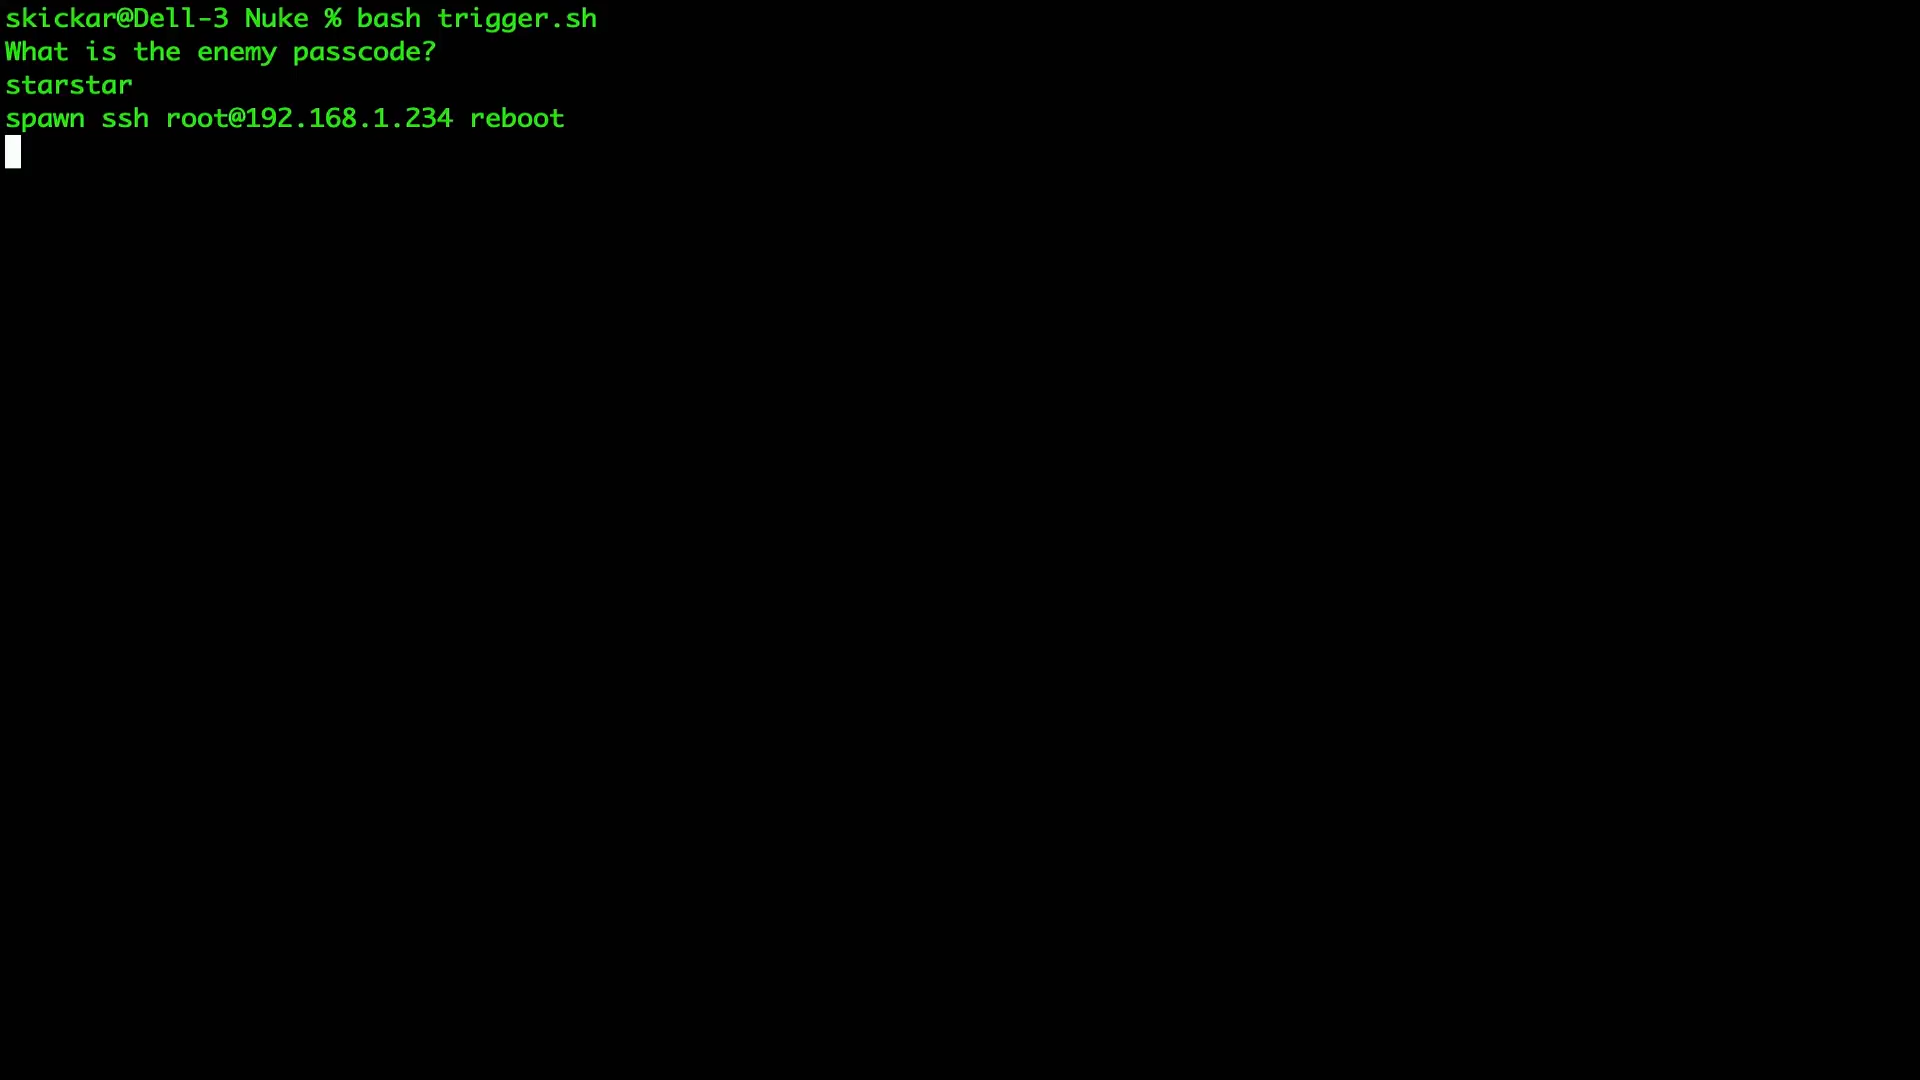 skickar@Dell-3 Nuke % bash trigger.sh
What is the enemy passcode?
starstar
spawn ssh root@192.168.1.234 reboot